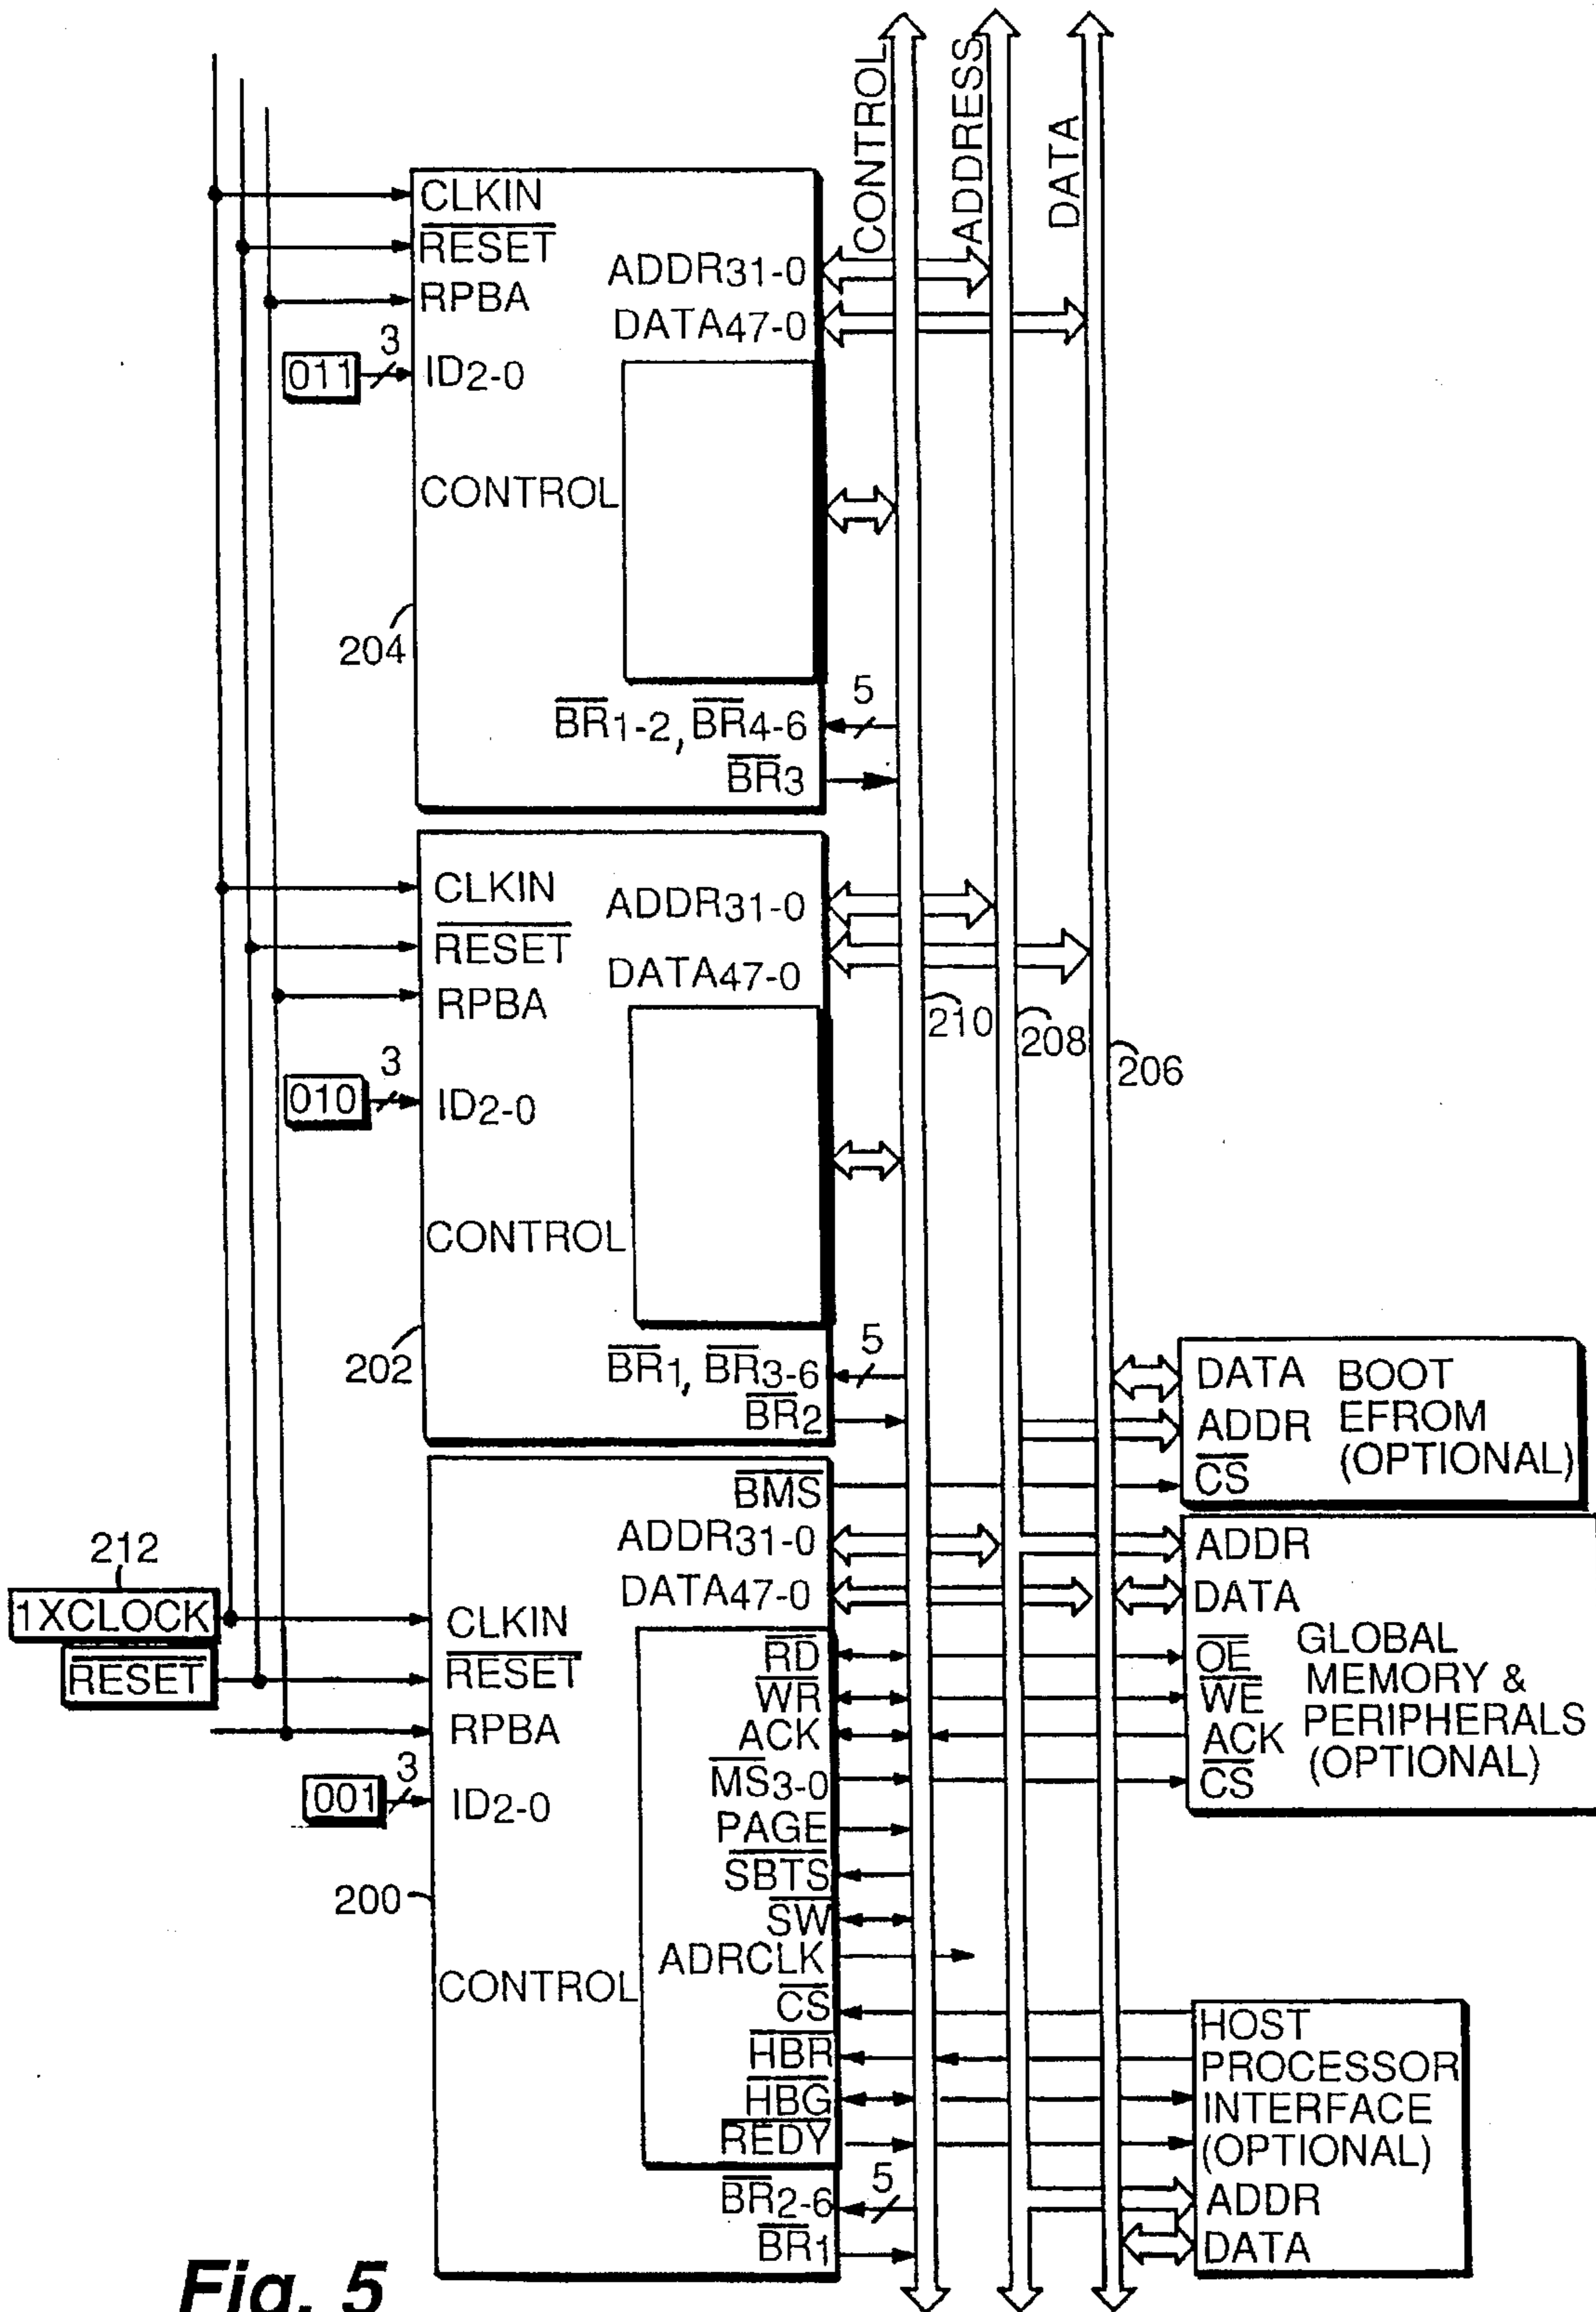 CONTROL
ADDRESS
DATA
CLKIN
RESET
RPBA
3
011
ID2-0
ADDR31-0
DATA47-0
CONTROL
204
5
BR1-2, BR4-6
BR3
CLKIN
RESET
RPBA
3
010
ID2-0
ADDR31-0
DATA47-0
210
208
206
CONTROL
202
5
BR1, BR3-6
BR2
DATA BOOT
ADDR EFROM
(OPTIONAL)
CS
BMS
ADDR31-0
DATA47-0
212
1XCLOCK
RESET
CLKIN
RESET
RPBA
3
001
ID2-0
RD
WR
ACK
MS3-0
PAGE
SBTS
SW
ADRCLK
CS
HBR
HBG
REDY
200
CONTROL
5
BR2-6
BR1
ADDR
DATA
OE GLOBAL
WE MEMORY &
ACK PERIPHERALS
CS (OPTIONAL)
HOST
PROCESSOR
INTERFACE
(OPTIONAL)
ADDR
DATA
Fig. 5